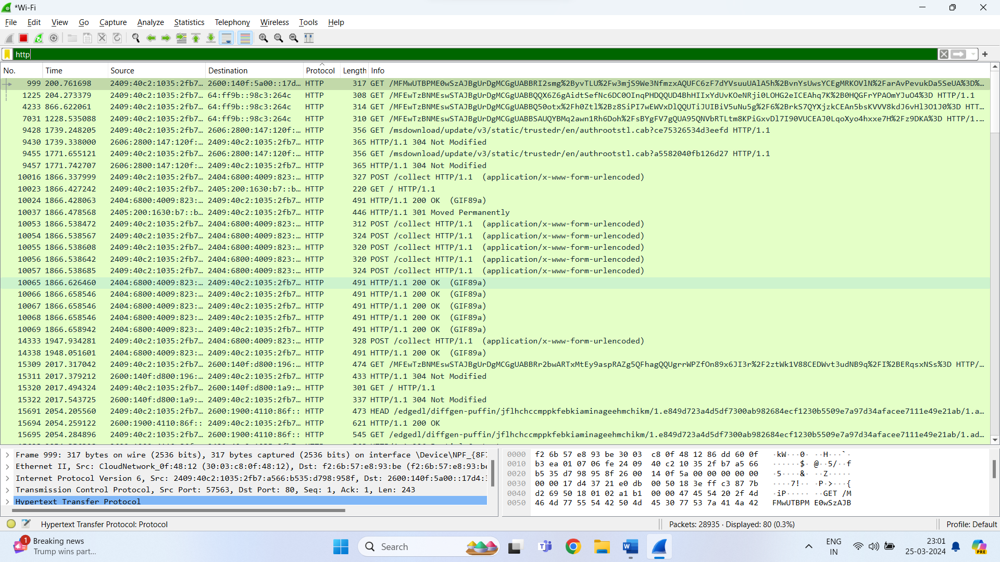 *Wi-Fi
File Edit View Go Capture Analyze Statistics Telephony Wireless Tools Help
http
No. Time Source Destination Protocol Length Info
999 200.761698 2409:40c2:1035:2fb7… 2600:140f:5a00::17d… HTTP 317 GET /MFMwUTBPME0wSzAJBgUrDgMCGgUABBRI2smg%2ByvTLU%2Fw3mjS9We3NfmzxAQUFC6zF7dYVsuuUAlA5h%2BvnYsUwsYCEgMRKOVlN%2FarAvPevukDa5SeUA%3D%…
1225 204.273379 2409:40c2:1035:2fb7… 64:ff9b::98c3:264c HTTP 308 GET /MFEwTzBNMEswSTAJBgUrDgMCGgUABBQQX6Z6gAidtSefNc6DC0OInqPHDQQUD4BhHIIxYdUvKOeNRji0LOHG2eICEAhq7K%2B0HQGFrYPAOmYJuO4%3D HTTP/1.1
4233 866.622061 2409:40c2:1035:2fb7… 64:ff9b::98c3:264c HTTP 314 GET /MFEwTzBNMEswSTAJBgUrDgMCGgUABBQ50otx%2Fh0Ztl%2Bz8SiPI7wEWVxDlQQUTiJUIBiV5uNu5g%2F6%2BrkS7QYXjzkCEAn5bsKVVV8kdJ6vHl3O1J0%3D HTT…
7031 1228.535088 2409:40c2:1035:2fb7… 64:ff9b::98c3:264c HTTP 310 GET /MFEwTzBNMEswSTAJBgUrDgMCGgUABBSAUQYBMq2awn1Rh6Doh%2FsBYgFV7gQUA95QNVbRTLtm8KPiGxvDl7I90VUCEAJ0LqoXyo4hxxe7H%2Fz9DKA%3D HTTP/1.…
9428 1739.248205 2409:40c2:1035:2fb7… 2606:2800:147:120f:… HTTP 356 GET /msdownload/update/v3/static/trustedr/en/authrootstl.cab?ce75326534d3eefd HTTP/1.1
9430 1739.338000 2606:2800:147:120f:… 2409:40c2:1035:2fb7… HTTP 365 HTTP/1.1 304 Not Modified
9455 1771.655121 2409:40c2:1035:2fb7… 2606:2800:147:120f:… HTTP 356 GET /msdownload/update/v3/static/trustedr/en/authrootstl.cab?a5582040fb126d27 HTTP/1.1
9457 1771.742707 2606:2800:147:120f:… 2409:40c2:1035:2fb7… HTTP 365 HTTP/1.1 304 Not Modified
10016 1866.337999 2409:40c2:1035:2fb7… 2404:6800:4009:823:… HTTP 327 POST /collect HTTP/1.1 (application/x-www-form-urlencoded)
10023 1866.427242 2409:40c2:1035:2fb7… 2405:200:1630:b7::b… HTTP 220 GET / HTTP/1.1
10024 1866.428063 2404:6800:4009:823:… 2409:40c2:1035:2fb7… HTTP 491 HTTP/1.1 200 OK (GIF89a)
10037 1866.478568 2405:200:1630:b7::b… 2409:40c2:1035:2fb7… HTTP 446 HTTP/1.1 301 Moved Permanently
10053 1866.538472 2409:40c2:1035:2fb7… 2404:6800:4009:823:… HTTP 312 POST /collect HTTP/1.1 (application/x-www-form-urlencoded)
10054 1866.538567 2409:40c2:1035:2fb7… 2404:6800:4009:823:… HTTP 324 POST /collect HTTP/1.1 (application/x-www-form-urlencoded)
10055 1866.538608 2409:40c2:1035:2fb7… 2404:6800:4009:823:… HTTP 320 POST /collect HTTP/1.1 (application/x-www-form-urlencoded)
10056 1866.538642 2409:40c2:1035:2fb7… 2404:6800:4009:823:… HTTP 320 POST /collect HTTP/1.1 (application/x-www-form-urlencoded)
10057 1866.538685 2409:40c2:1035:2fb7… 2404:6800:4009:823:… HTTP 324 POST /collect HTTP/1.1 (application/x-www-form-urlencoded)
10065 1866.626460 2404:6800:4009:823:… 2409:40c2:1035:2fb7… HTTP 491 HTTP/1.1 200 OK (GIF89a)
10066 1866.658546 2404:6800:4009:823:… 2409:40c2:1035:2fb7… HTTP 491 HTTP/1.1 200 OK (GIF89a)
10067 1866.658546 2404:6800:4009:823:… 2409:40c2:1035:2fb7… HTTP 491 HTTP/1.1 200 OK (GIF89a)
10068 1866.658546 2404:6800:4009:823:… 2409:40c2:1035:2fb7… HTTP 491 HTTP/1.1 200 OK (GIF89a)
10069 1866.658942 2404:6800:4009:823:… 2409:40c2:1035:2fb7… HTTP 491 HTTP/1.1 200 OK (GIF89a)
14333 1947.934281 2409:40c2:1035:2fb7… 2404:6800:4009:823:… HTTP 328 POST /collect HTTP/1.1 (application/x-www-form-urlencoded)
14338 1948.051601 2404:6800:4009:823:… 2409:40c2:1035:2fb7… HTTP 491 HTTP/1.1 200 OK (GIF89a)
15309 2017.317042 2409:40c2:1035:2fb7… 2600:140f:d800:196:… HTTP 474 GET /MFEwTzBNMEswSTAJBgUrDgMCGgUABBRr2bwARTxMtEy9aspRAZg5QFhagQQUgrrWPZfOn89x6JI3r%2F2ztWk1V88CEDWvt3udNB9q%2FI%2BERqsxNSs%3D HTTP/…
15311 2017.379212 2600:140f:d800:196:… 2409:40c2:1035:2fb7… HTTP 433 HTTP/1.1 304 Not Modified
15320 2017.494324 2409:40c2:1035:2fb7… 2600:140f:d800:1a9:… HTTP 301 GET / HTTP/1.1
15322 2017.543725 2600:140f:d800:1a9:… 2409:40c2:1035:2fb7… HTTP 337 HTTP/1.1 304 Not Modified
15691 2054.205560 2409:40c2:1035:2fb7… 2600:1900:4110:86f:: HTTP 473 HEAD /edgedl/diffgen-puffin/jflhchccmppkfebkiaminageehmchikm/1.e849d723a4d5df7300ab982684ecf1230b5509e7a97d34afacee7111e49e21ab/1.a…
15694 2054.259122 2600:1900:4110:86f:: 2409:40c2:1035:2fb7… HTTP 621 HTTP/1.1 200 OK
15695 2054.284896 2409:40c2:1035:2fb7… 2600:1900:4110:86f:: HTTP 545 GET /edgedl/diffgen-puffin/jflhchccmppkfebkiaminageehmchikm/1.e849d723a4d5df7300ab982684ecf1230b5509e7a97d34afacee7111e49e21ab/1.ad…
Frame 999: 317 bytes on wire (2536 bits), 317 bytes captured (2536 bits) on interface \Device\NPF_{8F7
Ethernet II, Src: CloudNetwork_0f:48:12 (30:03:c8:0f:48:12), Dst: f2:6b:57:e8:93:be (f2:6b:57:e8:93:be
Internet Protocol Version 6, Src: 2409:40c2:1035:2fb7:a566:b535:d798:958f, Dst: 2600:140f:5a00::17d4:3
Transmission Control Protocol, Src Port: 57563, Dst Port: 80, Seq: 1, Ack: 1, Len: 243
Hypertext Transfer Protocol
0000 f2 6b 57 e8 93 be 30 03 c8 0f 48 12 86 dd 60 0f ·kW···0· ··H···`·
0010 b3 ea 01 07 06 fe 24 09 40 c2 10 35 2f b7 a5 66 ······$· @··5/··f
0020 b5 35 d7 98 95 8f 26 00 14 0f 5a 00 00 00 00 00 ·5····&· ··Z·····
0030 00 00 17 d4 37 21 e0 db 00 50 18 3e ff c3 87 7b ····7!·· ·P·>···{
0040 d2 69 50 18 01 02 a1 b1 00 00 47 45 54 20 2f 4d ·iP····· ··GET /M
0050 46 4d 77 55 54 42 50 4d 45 30 77 53 7a 41 4a 42 FMwUTBPM E0wSzAJB
Hypertext Transfer Protocol: Protocol
Packets: 28935 · Displayed: 80 (0.3%)
Profile: Default
1
Breaking news
Trump wins part...
Search
ENG
IN
23:01
25-03-2024
PRE